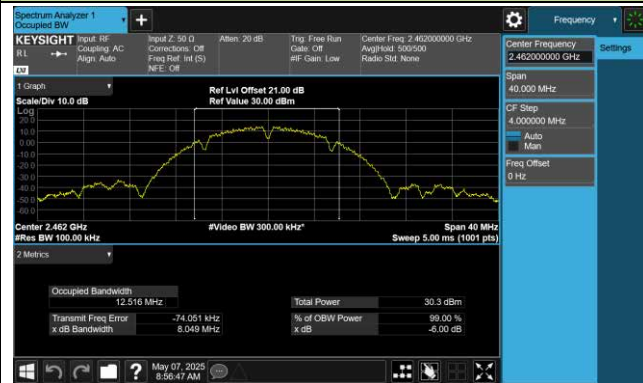 Spectrum Analyzer 1
Occupied BW
Frequency
KEYSIGHT
RL
LXI
Input: RF
Coupling: AC
Align: Auto
Input Z: 50 Ω
Corrections: Off
Freq Ref: Int (S)
NFE: Off
Atten: 20 dB
Trig: Free Run
Gate: Off
#IF Gain: Low
Center Freq: 2.462000000 GHz
Avg|Hold: 500/500
Radio Std: None
Center Frequency
2.462000000 GHz
Settings
Span
40.000 MHz
CF Step
4.000000 MHz
Auto
Man
Freq Offset
0 Hz
1 Graph
Scale/Div 10.0 dB
Ref Lvl Offset 21.00 dB
Ref Value 30.00 dBm
Log
20.0
10.0
0.00
-10.0
-20.0
-30.0
-40.0
-50.0
-60.0
Center 2.462 GHz
#Video BW 300.00 kHz*
Span 40 MHz
#Res BW 100.00 kHz
Sweep 5.00 ms (1001 pts)
2 Metrics
Occupied Bandwidth
12.516 MHz
Total Power
30.3 dBm
Transmit Freq Error
-74.051 kHz
% of OBW Power
99.00 %
x dB Bandwidth
8.049 MHz
x dB
-6.00 dB
May 07, 2025
8:56:47 AM